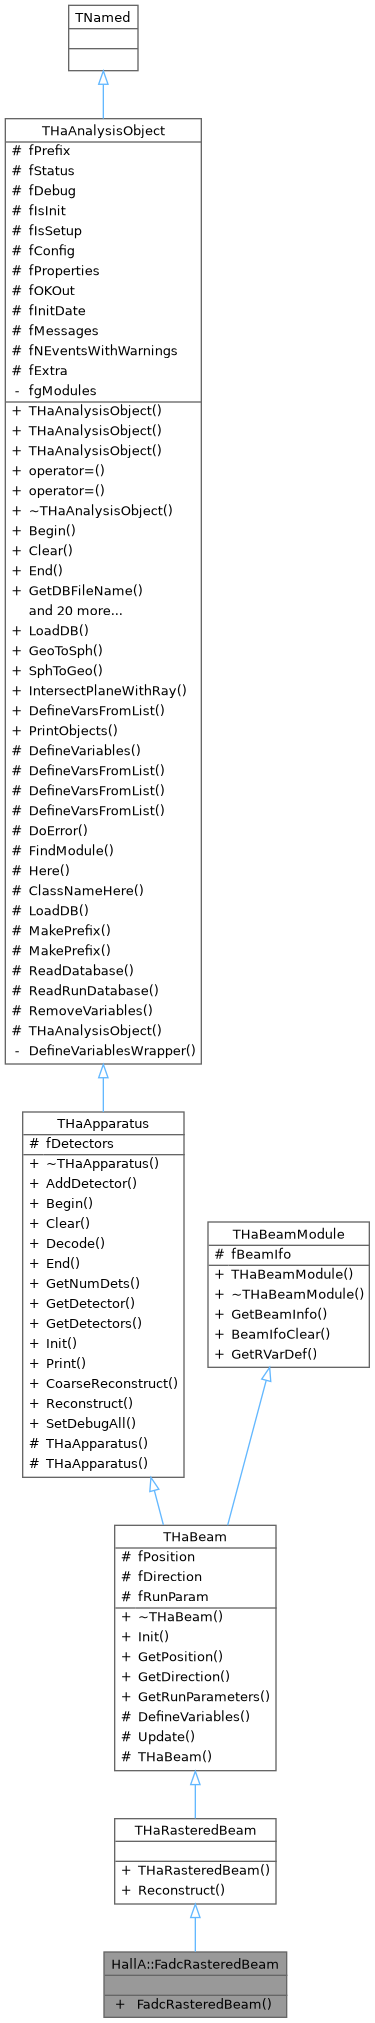 TNamed
THaAnalysisObject
# fPrefix
# fStatus
# fDebug
# fIsInit
# fIsSetup
# fConfig
# fProperties
# fOKOut
# fInitDate
# fMessages
# fNEventsWithWarnings
# fExtra
- fgModules
+ THaAnalysisObject()
+ THaAnalysisObject()
+ THaAnalysisObject()
+ operator=()
+ operator=()
+ ~THaAnalysisObject()
+ Begin()
+ Clear()
+ End()
+ GetDBFileName()
and 20 more...
+ LoadDB()
+ GeoToSph()
+ SphToGeo()
+ IntersectPlaneWithRay()
+ DefineVarsFromList()
+ PrintObjects()
# DefineVariables()
# DefineVarsFromList()
# DefineVarsFromList()
# DefineVarsFromList()
# DoError()
# FindModule()
# Here()
# ClassNameHere()
# LoadDB()
# MakePrefix()
# MakePrefix()
# ReadDatabase()
# ReadRunDatabase()
# RemoveVariables()
# THaAnalysisObject()
- DefineVariablesWrapper()
THaApparatus
# fDetectors
+ ~THaApparatus()
+ AddDetector()
+ Begin()
+ Clear()
+ Decode()
+ End()
+ GetNumDets()
+ GetDetector()
+ GetDetectors()
+ Init()
+ Print()
+ CoarseReconstruct()
+ Reconstruct()
+ SetDebugAll()
# THaApparatus()
# THaApparatus()
THaBeamModule
# fBeamIfo
+ THaBeamModule()
+ ~THaBeamModule()
+ GetBeamInfo()
+ BeamIfoClear()
+ GetRVarDef()
THaBeam
# fPosition
# fDirection
# fRunParam
+ ~THaBeam()
+ Init()
+ GetPosition()
+ GetDirection()
+ GetRunParameters()
# DefineVariables()
# Update()
# THaBeam()
THaRasteredBeam
+ THaRasteredBeam()
+ Reconstruct()
HallA::FadcRasteredBeam
+ FadcRasteredBeam()